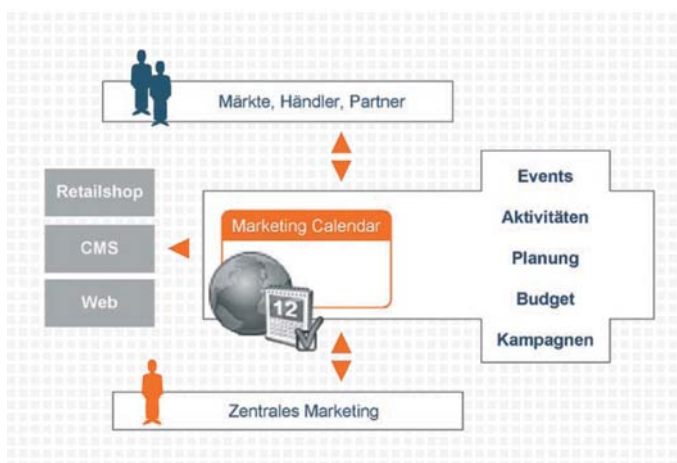 Märkte, Händler, Partner
Retailshop
CMS
Web
Marketing Calendar
12
Events
Aktivitäten
Planung
Budget
Kampagnen
Zentrales Marketing